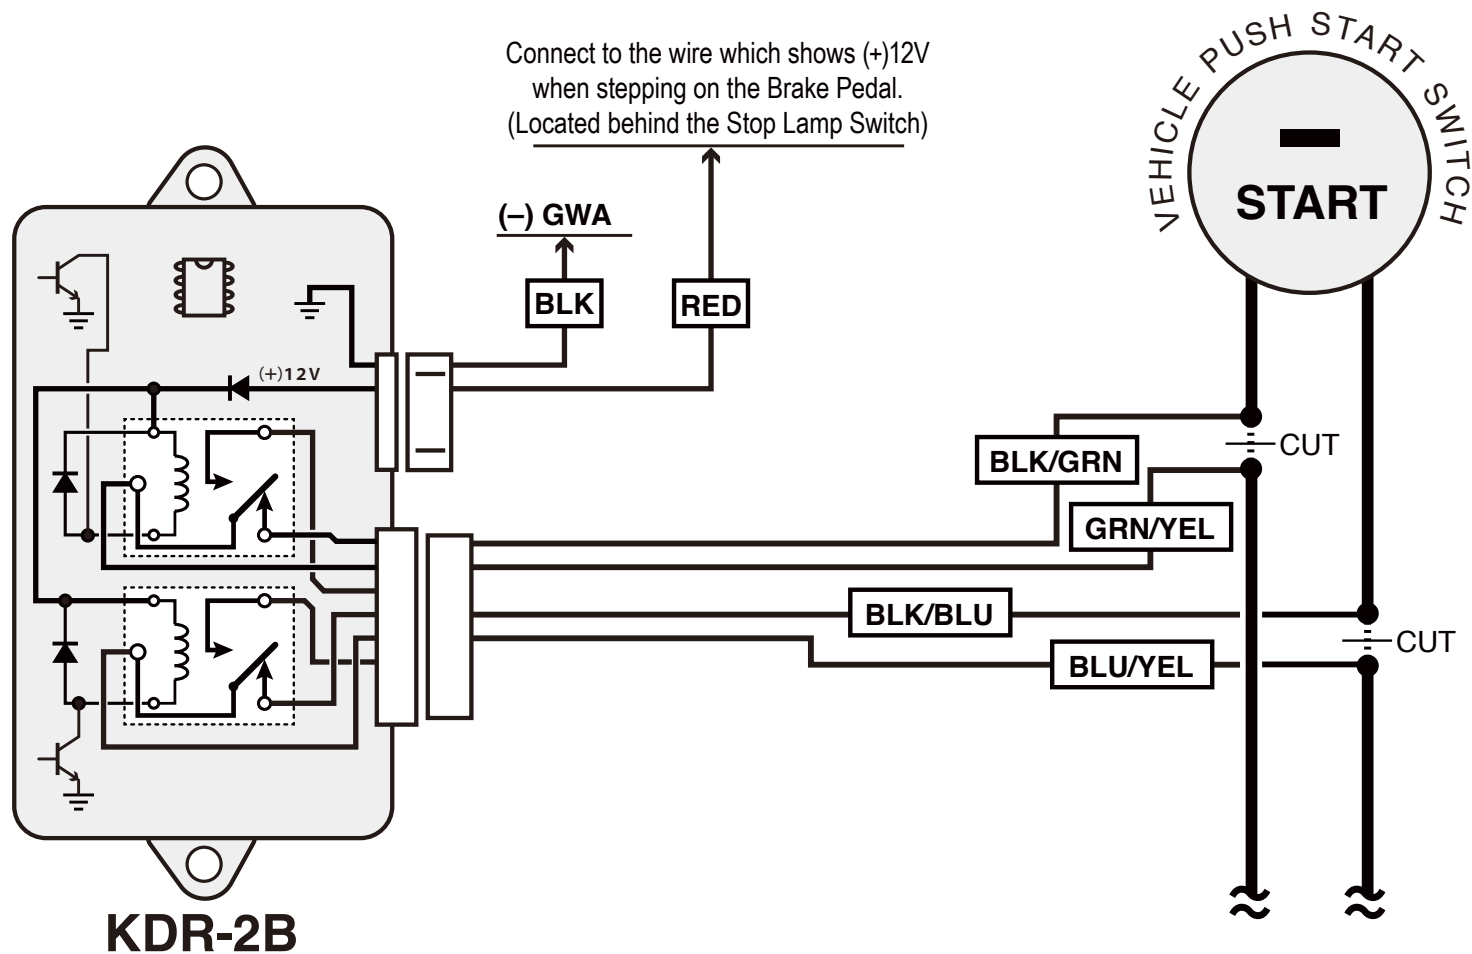 Connect to the wire which shows (+)12V
when stepping on the Brake Pedal.
(Located behind the Stop Lamp Switch)
VEHICLE PUSH START SWITCH
START
(–) GWA
BLK
RED
(+)12V
CUT
BLK/GRN
GRN/YEL
BLK/BLU
CUT
BLU/YEL
KDR-2B